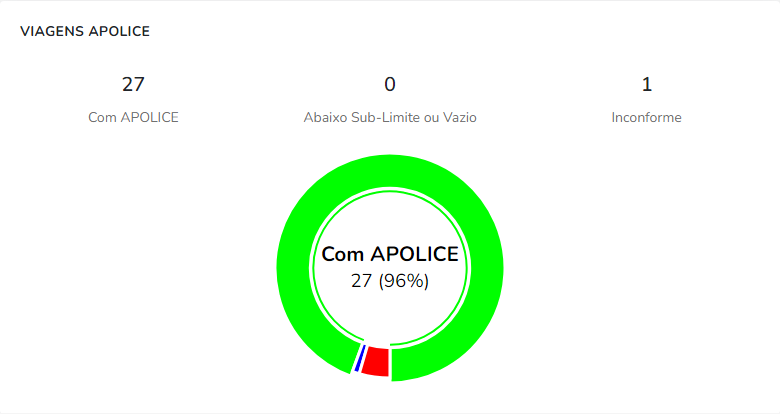 VIAGENS APOLICE
27
0
1
Com APOLICE
Abaixo Sub-Limite ou Vazio
Inconforme
Com APOLICE
27 (96%)